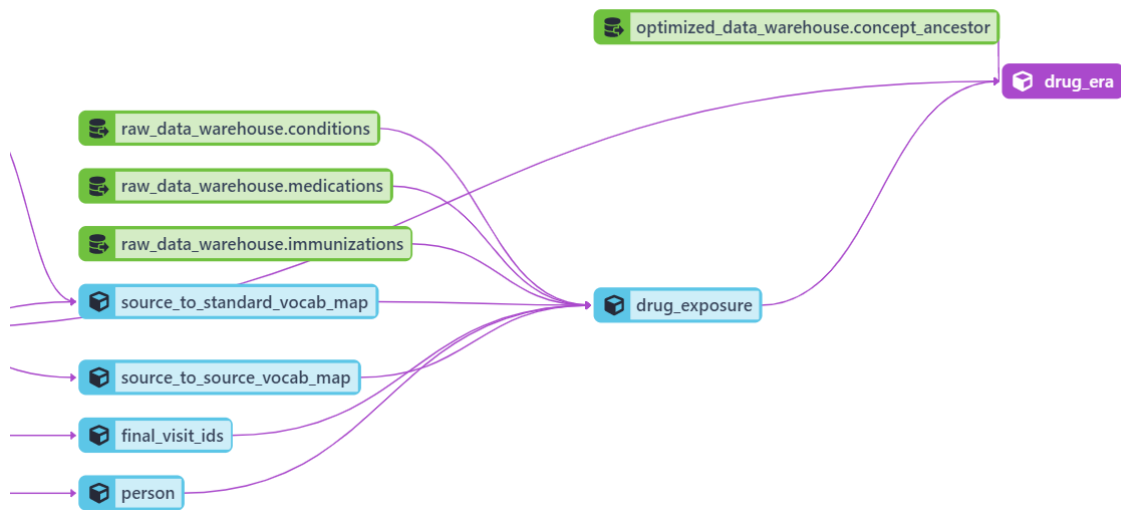 optimized_data_warehouse.concept_ancestor
drug_era
raw_data_warehouse.conditions
raw_data_warehouse.medications
raw_data_warehouse.immunizations
source_to_standard_vocab_map
drug_exposure
source_to_source_vocab_map
final_visit_ids
person